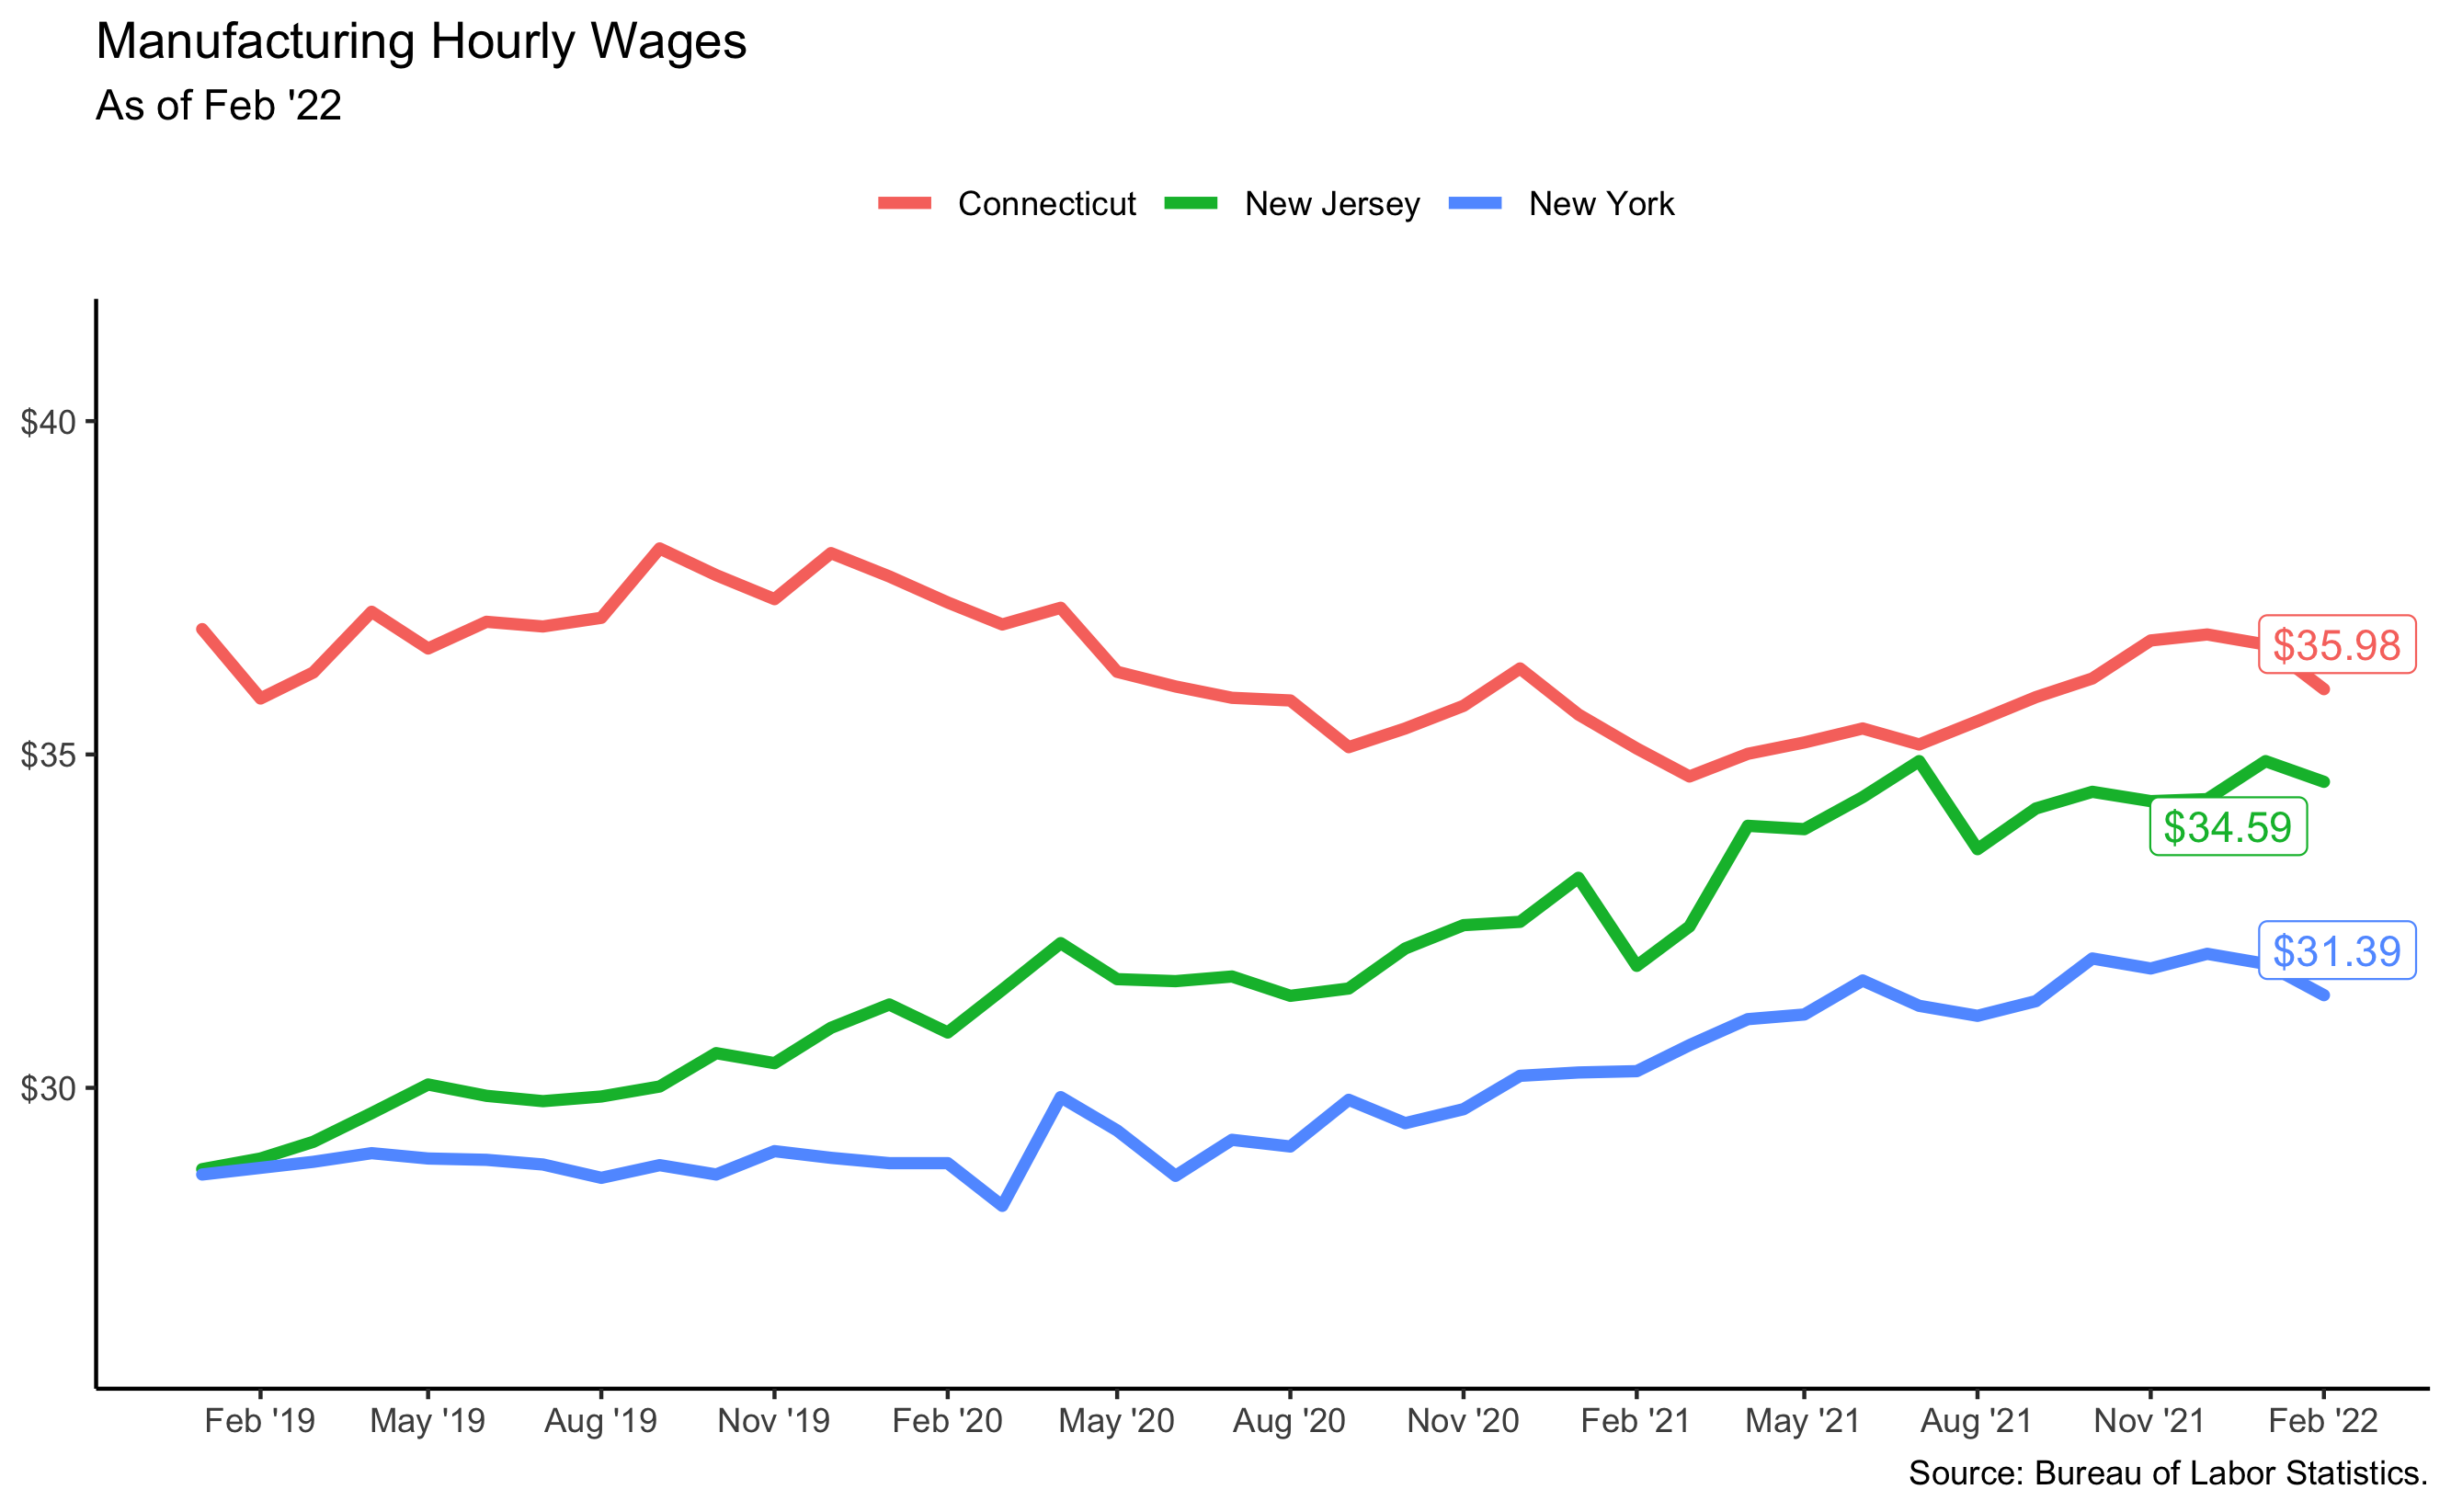 Manufacturing Hourly Wages
As of Feb '22
Connecticut New Jersey New York
$40
$35
$30
$35.98
$34.59
$31.39
Feb '19 May '19 Aug '19 Nov '19 Feb '20 May '20 Aug '20 Nov '20 Feb '21 May '21 Aug '21 Nov '21 Feb '22
Source: Bureau of Labor Statistics.